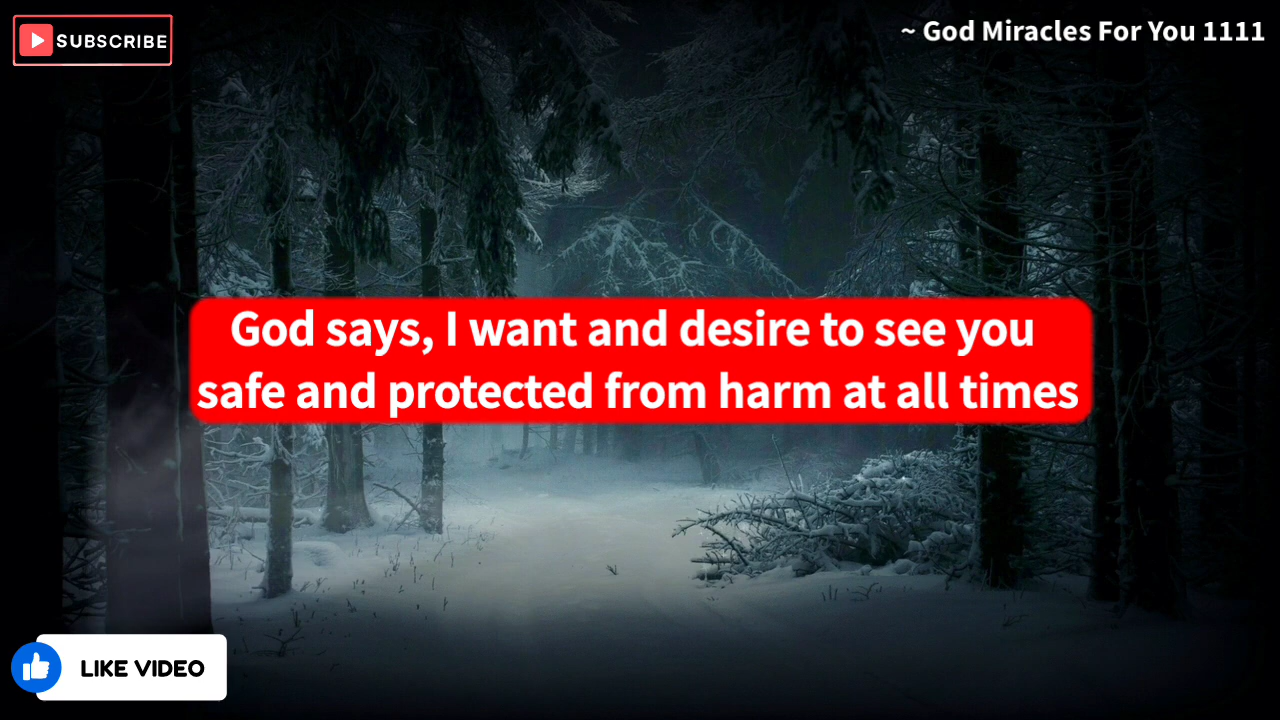 SUBSCRIBE
~ God Miracles For You 1111
God says, I want and desire to see you
safe and protected from harm at all times
LIKE VIDEO